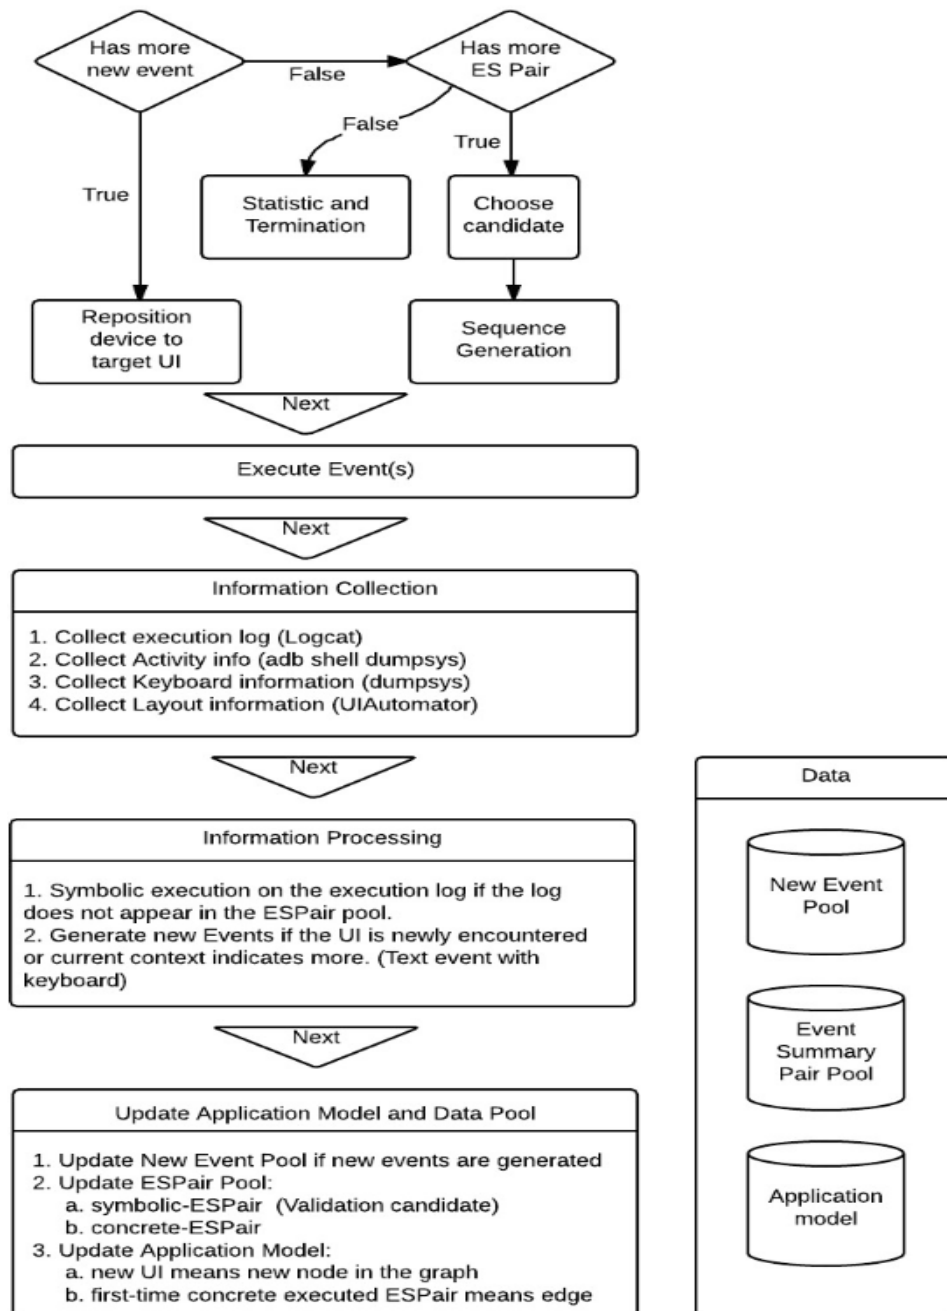 Has more
new event
False
Has more
ES Pair
False
True
True
Statistic and
Termination
Choose
candidate
Reposition
device to
target UI
Sequence
Generation
Next
Execute Event(s)
Next
Information Collection
1. Collect execution log (Logcat)
2. Collect Activity info (adb shell dumpsys)
3. Collect Keyboard information (dumpsys)
4. Collect Layout information (UIAutomator)
Next
Information Processing
1. Symbolic execution on the execution log if the log
does not appear in the ESPair pool.
2. Generate new Events if the UI is newly encountered
or current context indicates more. (Text event with
keyboard)
Next
Update Application Model and Data Pool
1. Update New Event Pool if new events are generated
2. Update ESPair Pool:
a. symbolic-ESPair (Validation candidate)
b. concrete-ESPair
3. Update Application Model:
a. new UI means new node in the graph
b. first-time concrete executed ESPair means edge
Data
New Event
Pool
Event
Summary
Pair Pool
Application
model